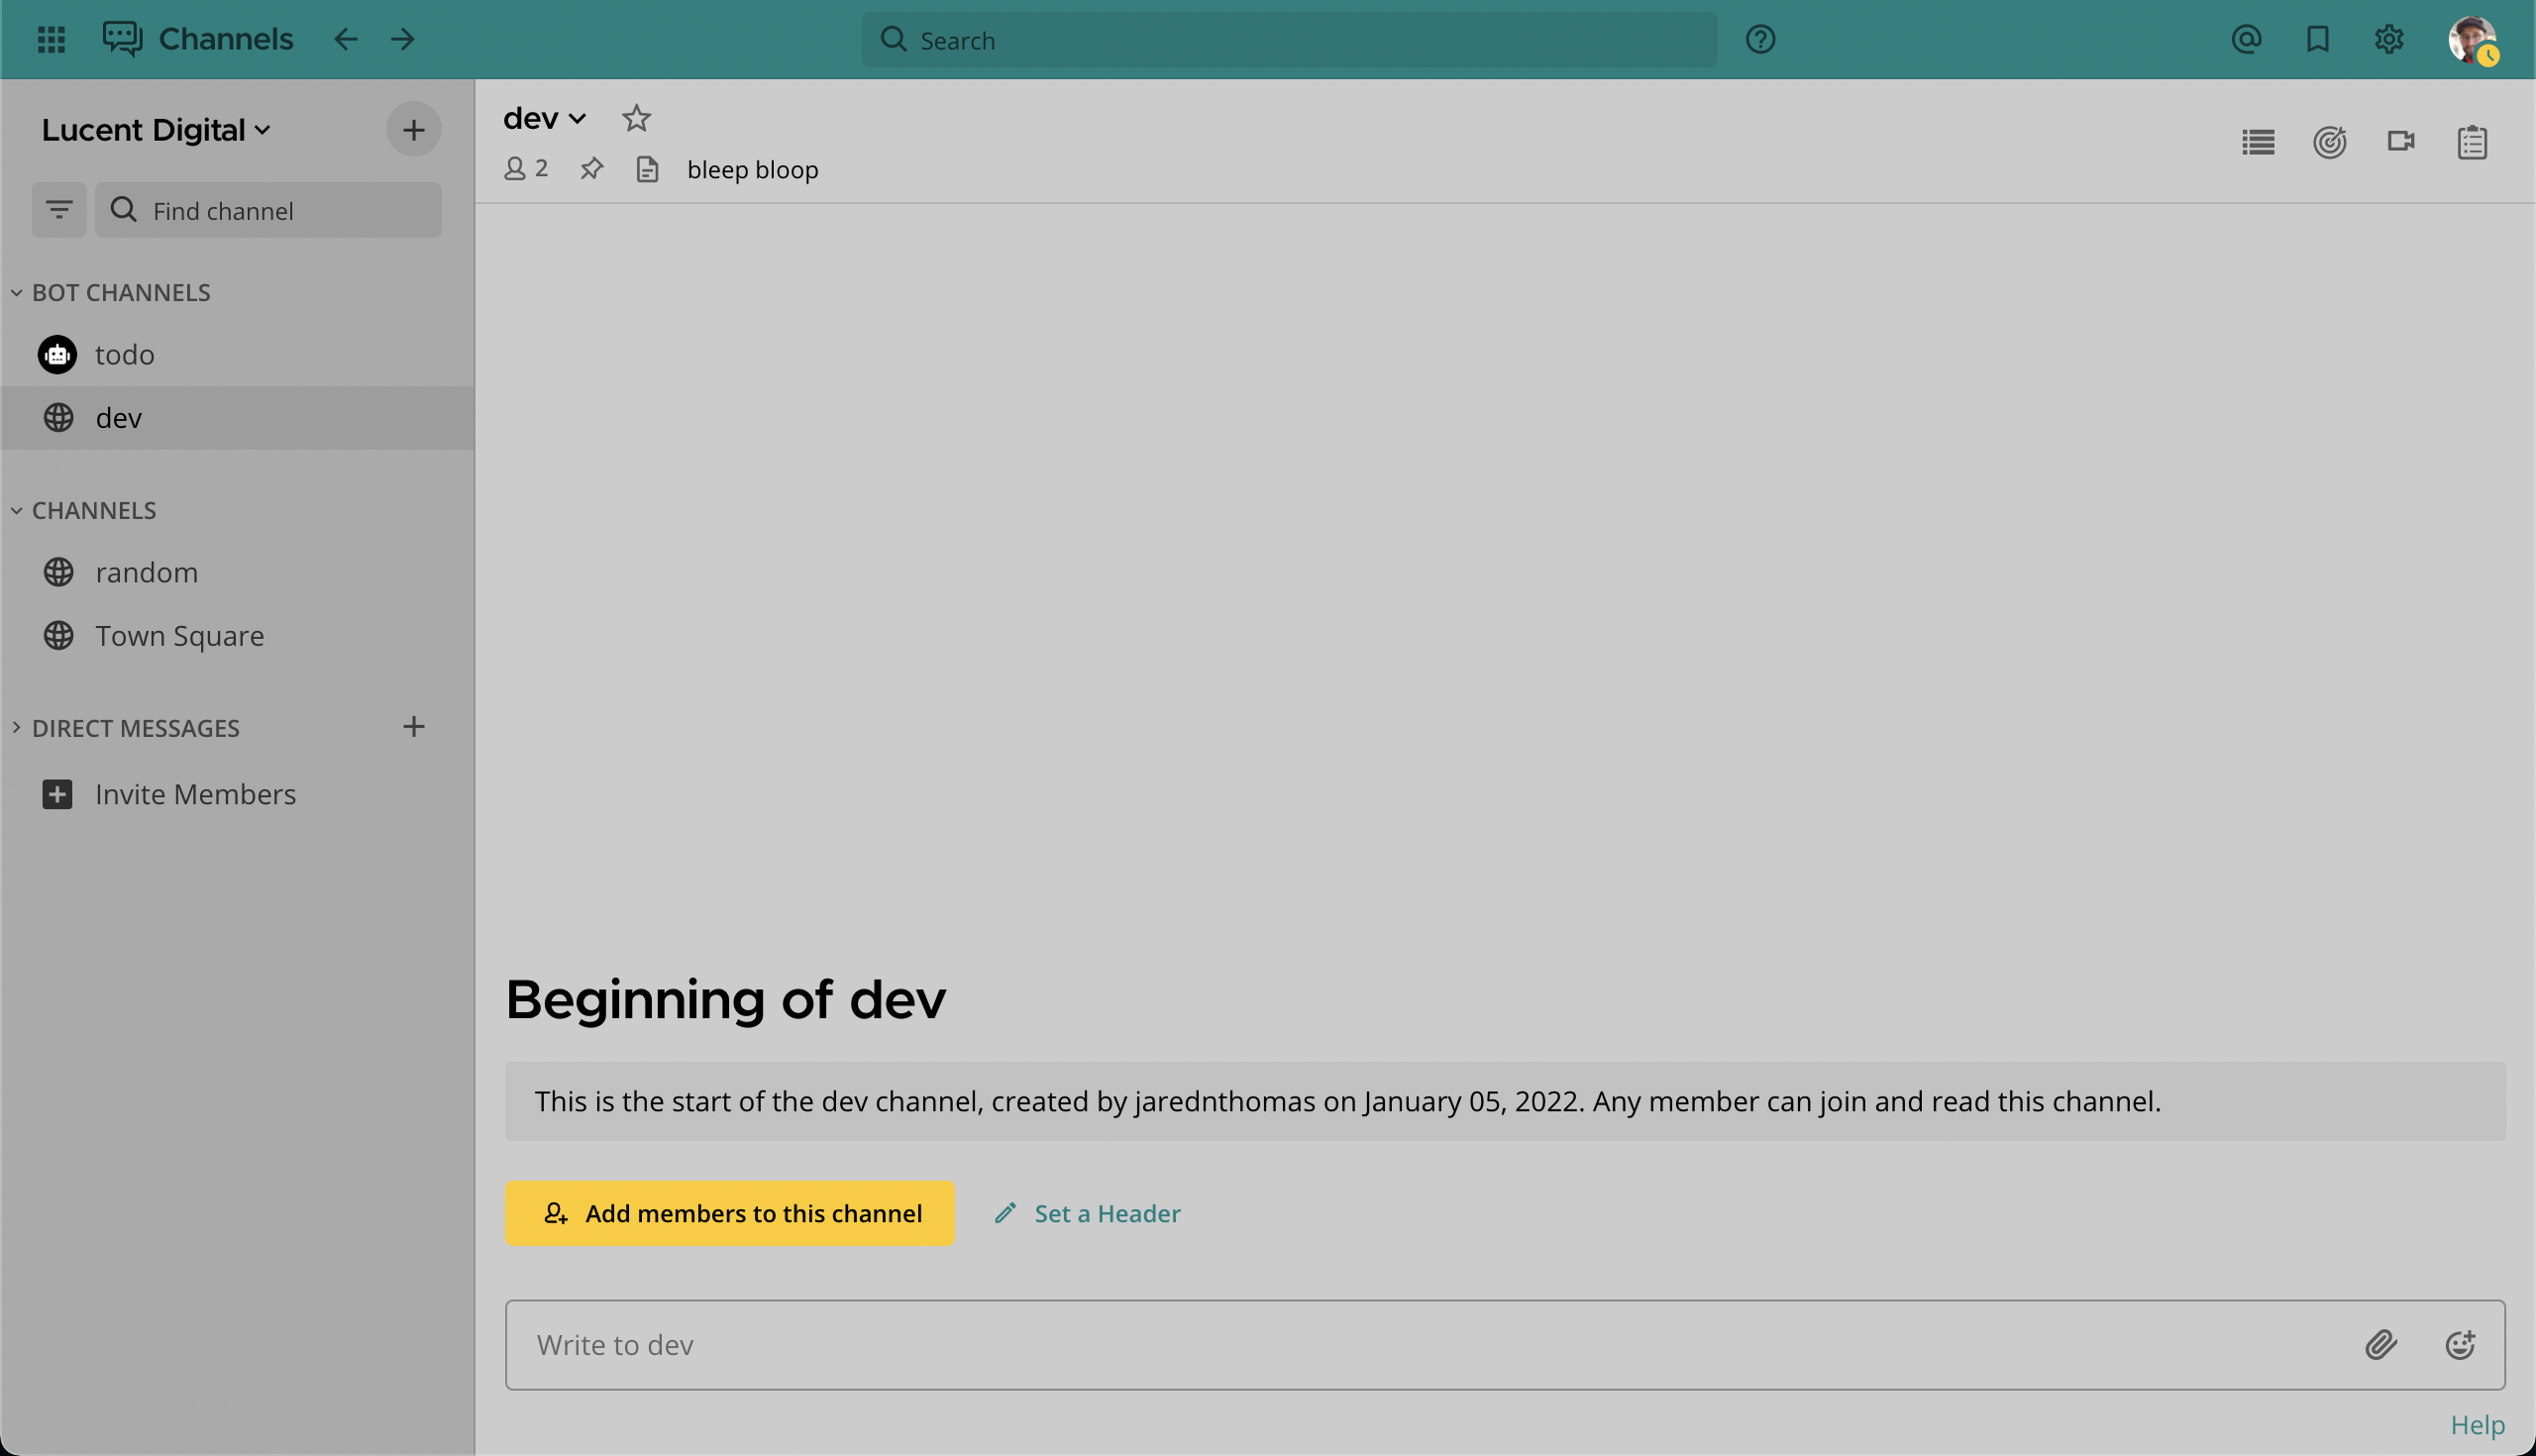 Channels
Search
Lucent Digital
Find channel
BOT CHANNELS
todo
dev
CHANNELS
random
Town Square
DIRECT MESSAGES
Invite Members
dev
2
bleep bloop
Beginning of dev
This is the start of the dev channel, created by jarednthomas on January 05, 2022. Any member can join and read this channel.
Add members to this channel
Set a Header
Write to dev
Help